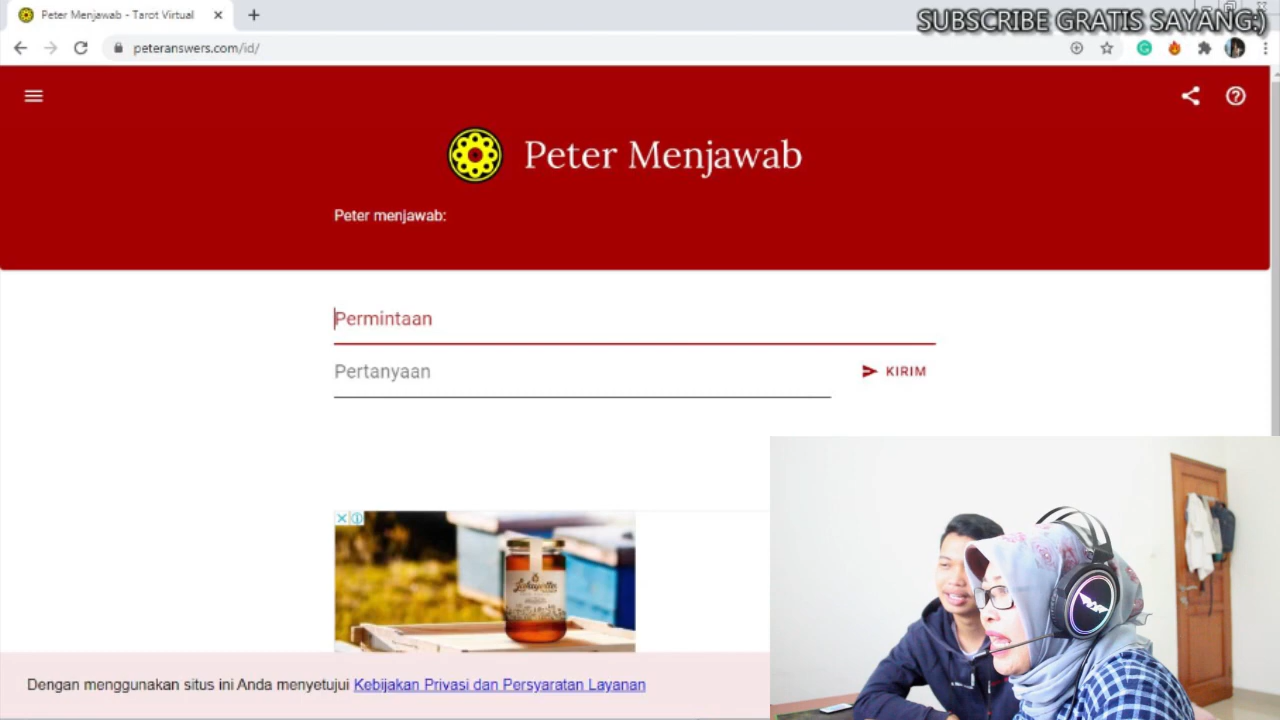 Peter Menjawab - Tarot Virtual
SUBSCRIBE GRATIS SAYANG:)
peteranswers.com/id/
Peter Menjawab
Peter menjawab:
Permintaan
Pertanyaan
KIRIM
Dengan menggunakan situs ini Anda menyetujui Kebijakan Privasi dan Persyaratan Layanan